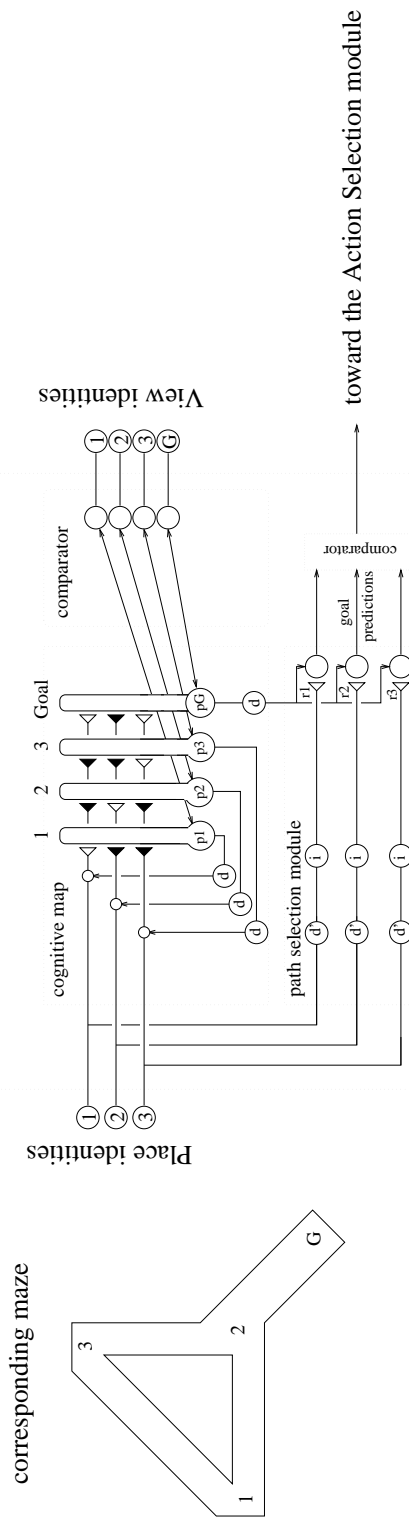 corresponding maze
3
2
1
G
Place identities
1
2
3
cognitive map
1
2
3
Goal
p1
p2
p3
pG
d
d
d
d
comparator
View identities
1
2
3
G
path selection module
d'
i
r1
d'
i
r2
d'
i
r3
goal
predictions
comparator
toward the Action Selection module